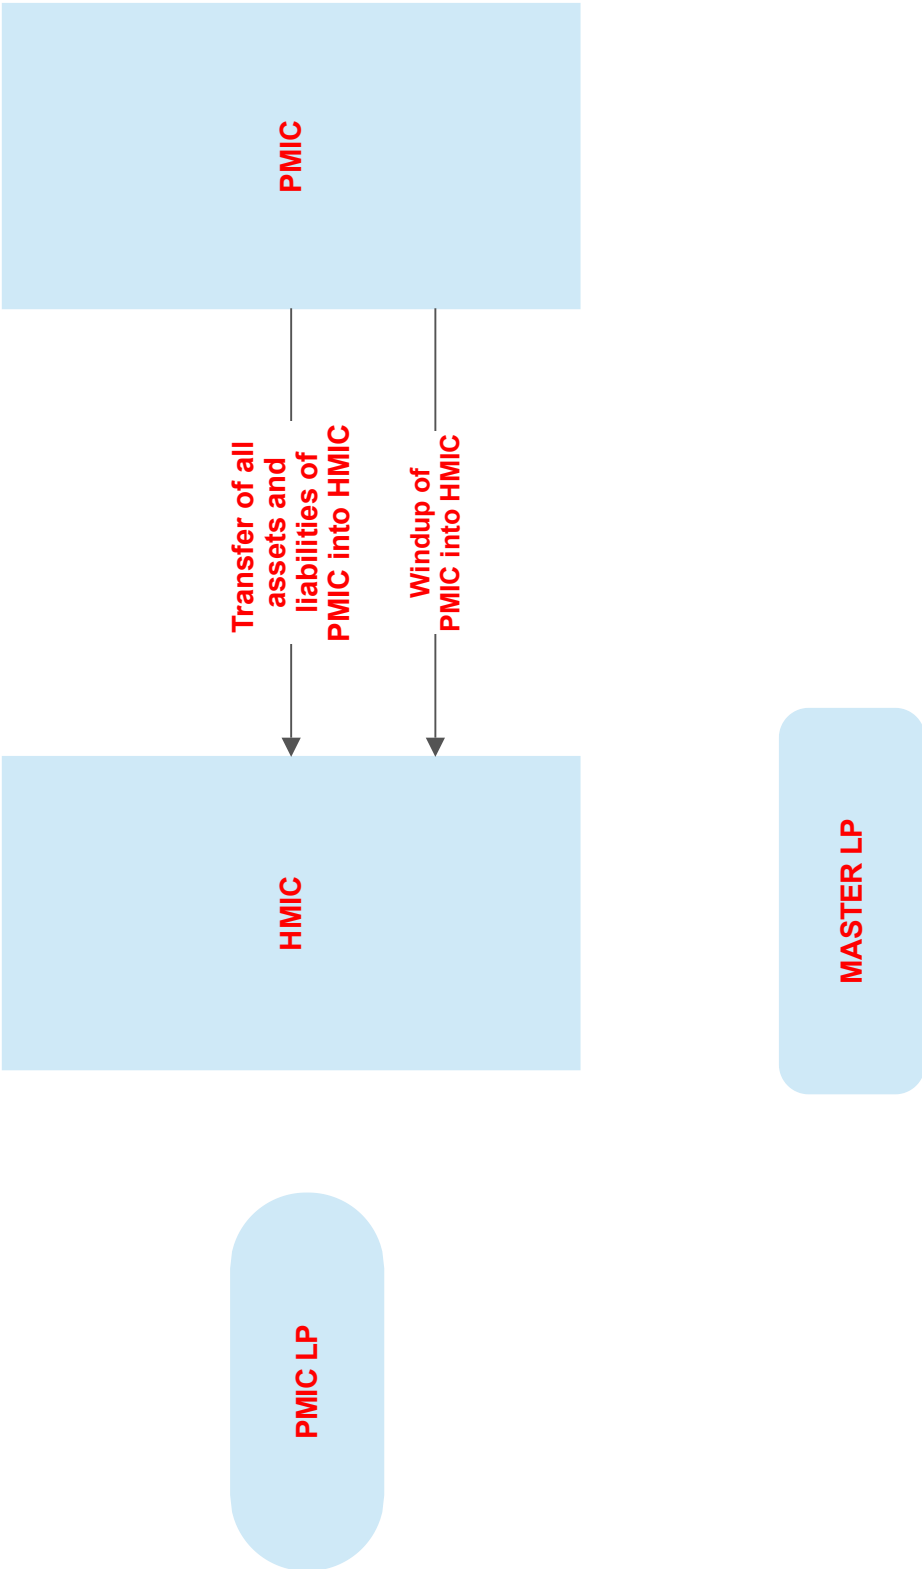 PMIC LP
HMIC
Transfer of all
assets and
liabilities of
PMIC into HMIC
Windup of
PMIC into HMIC
PMIC
MASTER LP